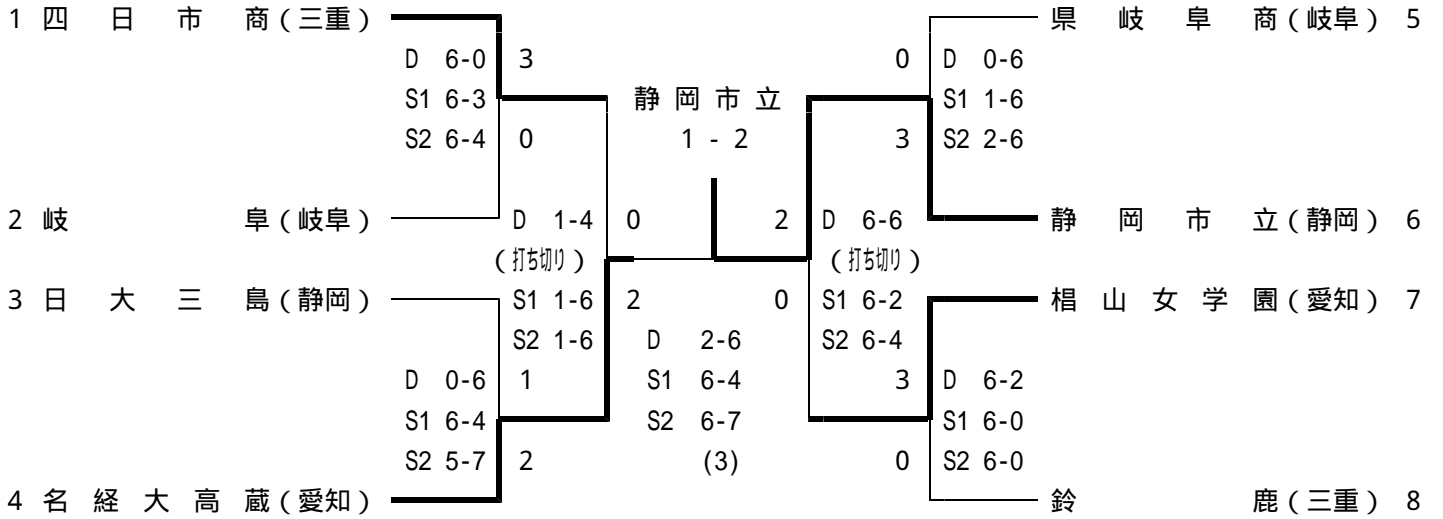 1 四日市商(三重) 県岐阜商(岐阜) 5
D 6-0 3 0 D 0-6
S1 6-3 静岡市立 S1 1-6
S2 6-4 0 1-2 3 S2 2-6
2 岐阜(岐阜) D 1-4 0 2 D 6-6 静岡市立(静岡) 6
(打ち切り) (打ち切り)
3 日大三島(静岡) S1 1-6 2 0 S1 6-2 椙山女学園(愛知) 7
S2 1-6 D 2-6 S2 6-4
D 0-6 1 S1 6-4 3 D 6-2
S1 6-4 S2 6-7 S1 6-0
S2 5-7 2 (3) 0 S2 6-0
4 名経大高蔵(愛知) 鈴鹿(三重) 8